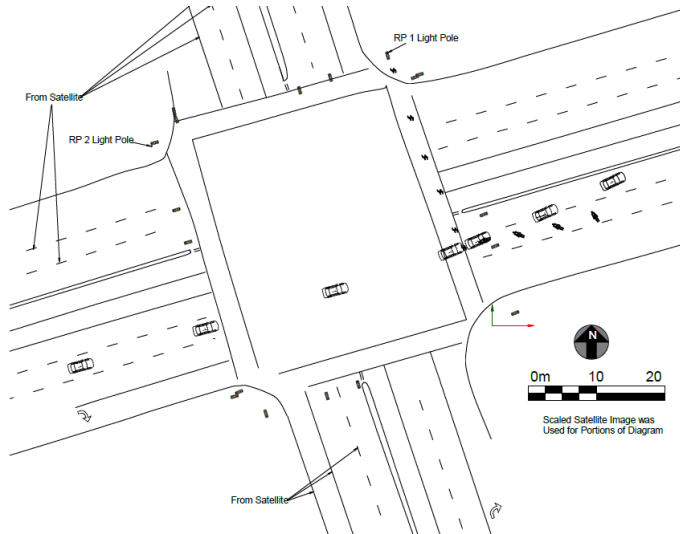 RP 1 Light Pole
From Satellite
RP 2 Light Pole
N
0m 10 20
Scaled Satellite Image was
Used for Portions of Diagram
From Satellite